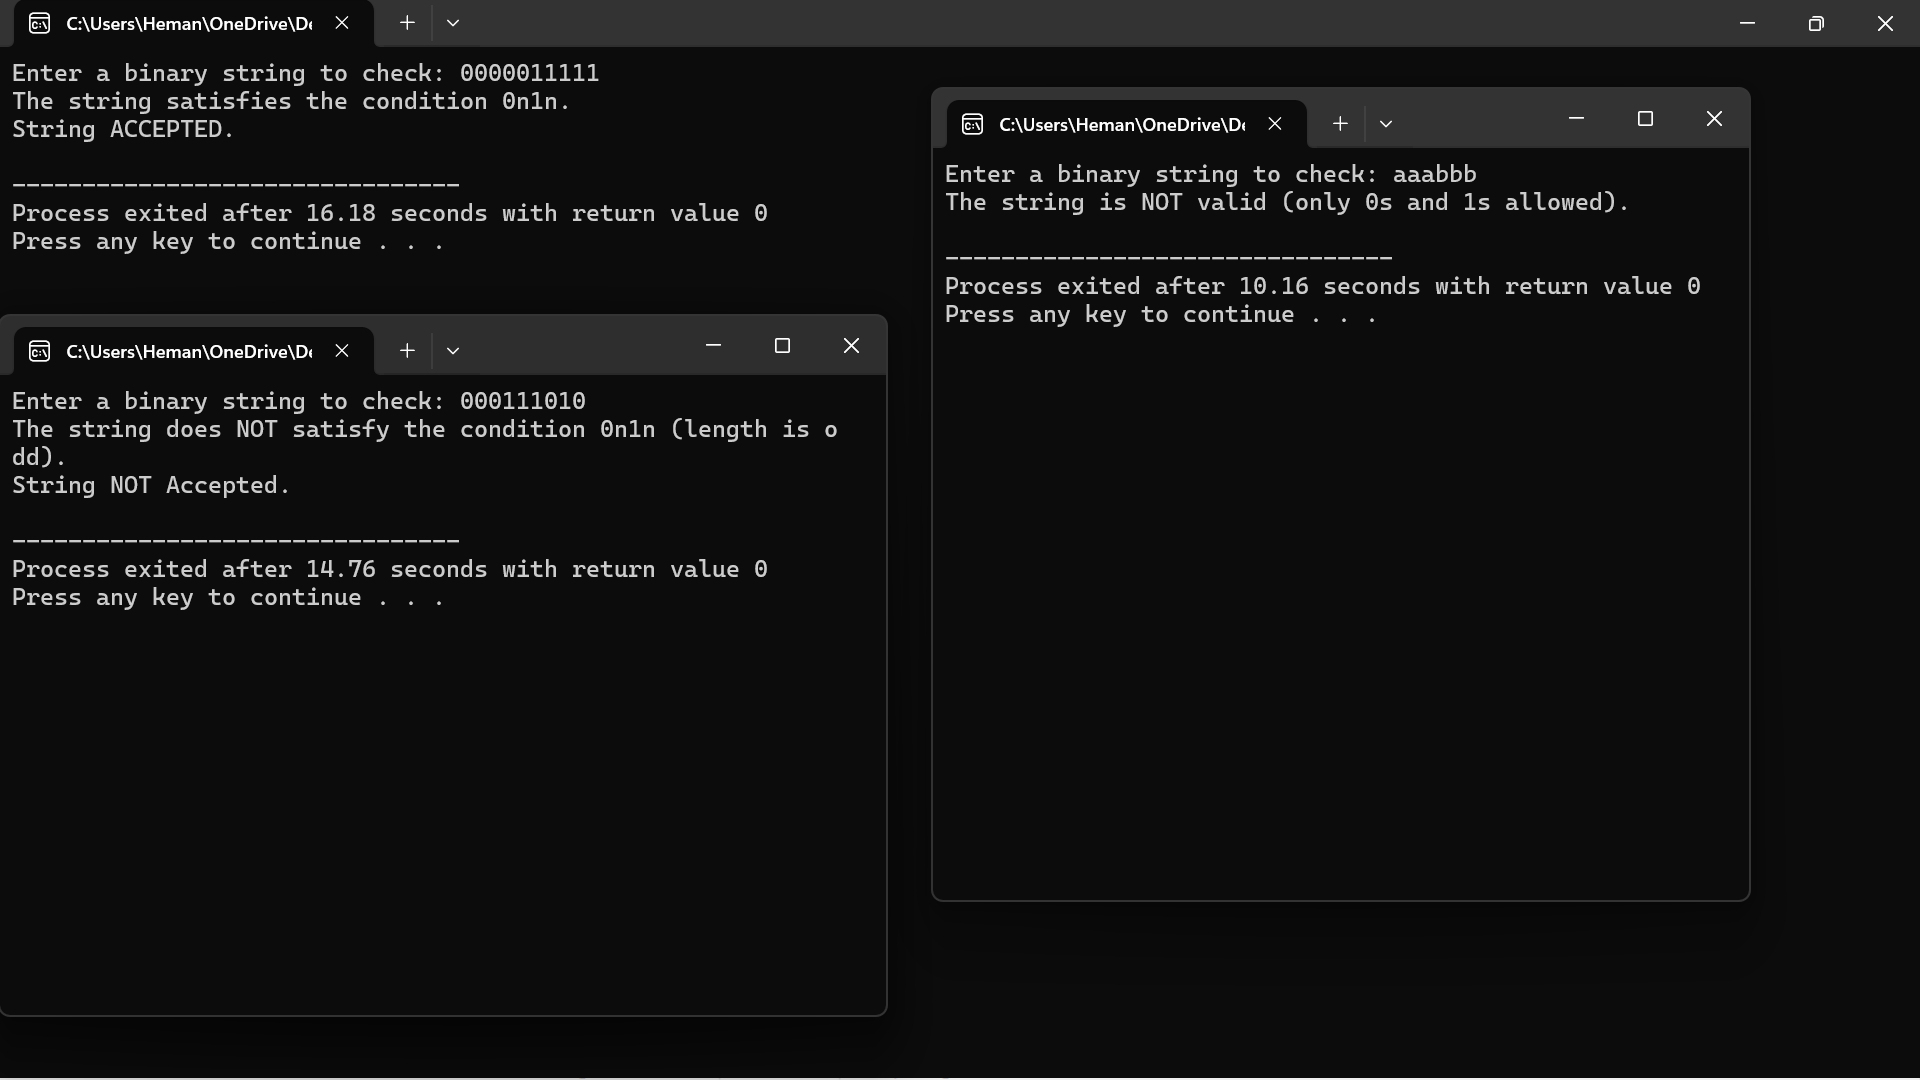 C:\Users\Heman\OneDrive\De
Enter a binary string to check: 0000011111
The string satisfies the condition 0n1n.
String ACCEPTED.
--------------------------------
Process exited after 16.18 seconds with return value 0
Press any key to continue . . .
C:\Users\Heman\OneDrive\De
Enter a binary string to check: 000111010
The string does NOT satisfy the condition 0n1n (length is o
dd).
String NOT Accepted.
--------------------------------
Process exited after 14.76 seconds with return value 0
Press any key to continue . . .
C:\Users\Heman\OneDrive\De
Enter a binary string to check: aaabbb
The string is NOT valid (only 0s and 1s allowed).
--------------------------------
Process exited after 10.16 seconds with return value 0
Press any key to continue . . .